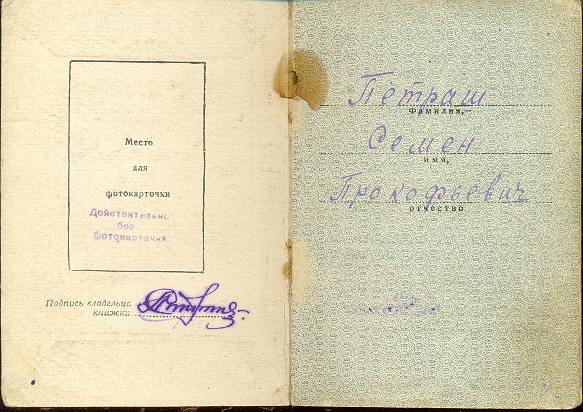 Место
для
фотокарточки
Действительно
без
фотокарточки
Подпись владельца
книжки
Петраш
Фамилия,
Семен
имя,
Прокофьевич
отчество